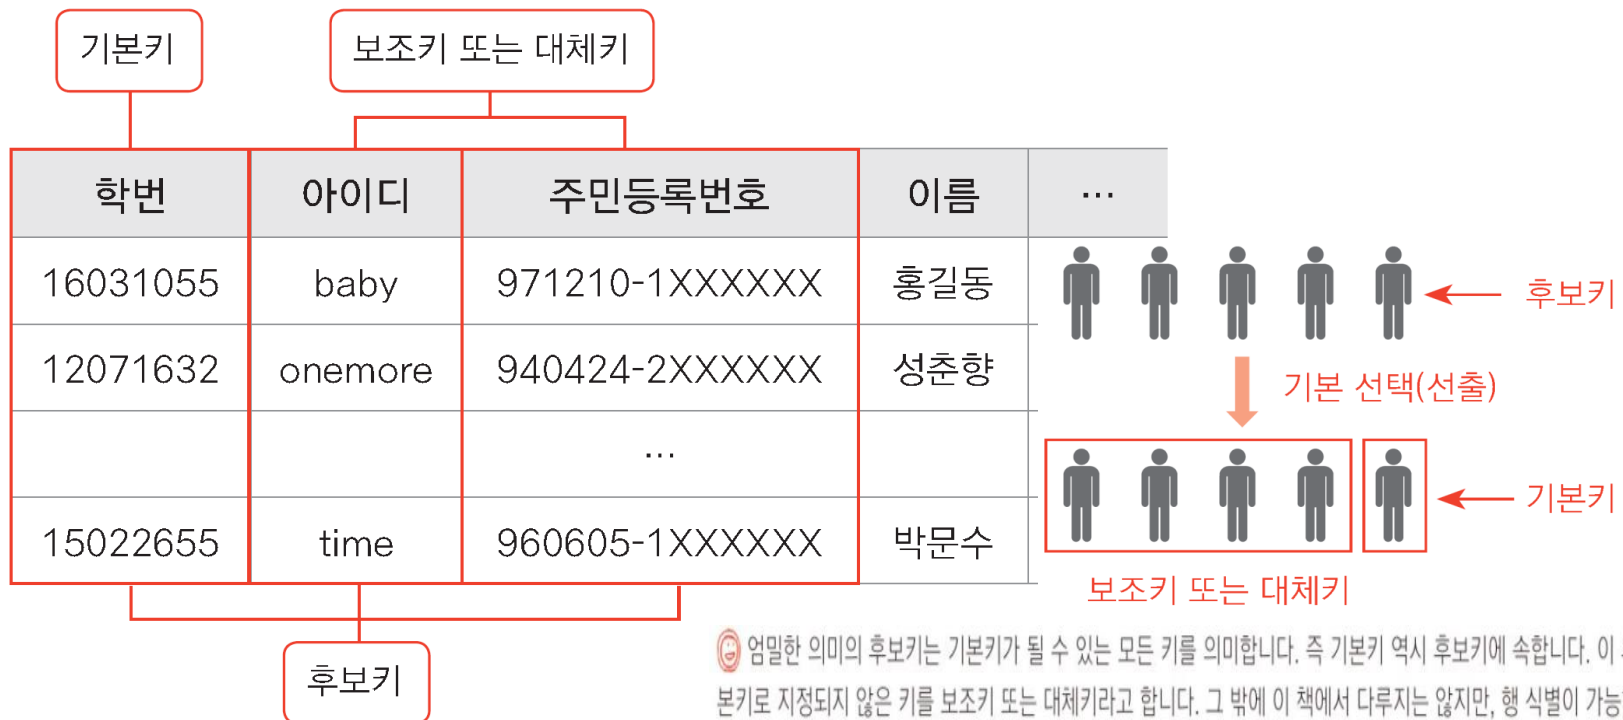 기본키
보조키 또는 대체키
학번 아이디 주민등록번호 이름 …
16031055 baby 971210-1XXXXXX 홍길동
후보키
12071632 onemore 940424-2XXXXXX 성춘향
기본 선택(선출)
…
기본키
15022655 time 960605-1XXXXXX 박문수
보조키 또는 대체키
후보키
엄밀한 의미의 후보키는 기본키가 될 수 있는 모든 키를 의미합니다. 즉 기본키 역시 후보키에 속합니다. 이
본키로 지정되지 않은 키를 보조키 또는 대체키라고 합니다. 그 밖에 이 책에서 다루지는 않지만, 행 식별이 가능